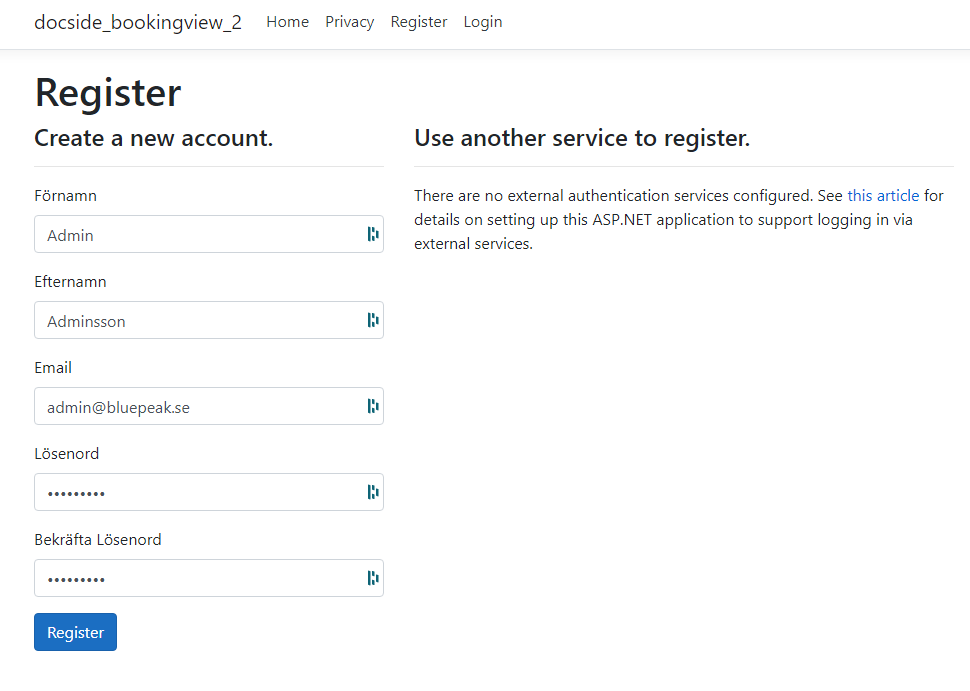 docside_bookingview_2 Home Privacy Register Login
Register
Create a new account.
Förnamn
Admin
Efternamn
Adminsson
Email
admin@bluepeak.se
Lösenord
•••••••••
Bekräfta Lösenord
•••••••••
Register
Use another service to register.
There are no external authentication services configured. See this article for
details on setting up this ASP.NET application to support logging in via
external services.